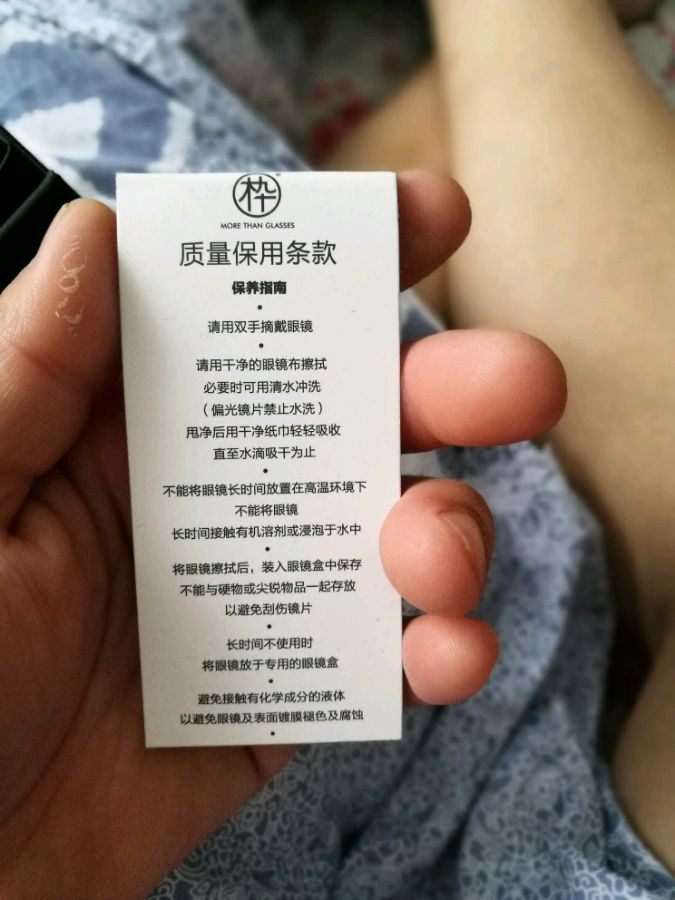 枠
MORE THAN GLASSES
质量保用条款
保养指南
•
请用双手摘戴眼镜
•
请用干净的眼镜布擦拭
必要时可用清水冲洗
（偏光镜片禁止水洗）
甩净后用干净纸巾轻轻吸收
直至水滴吸干为止
•
不能将眼镜长时间放置在高温环境下
不能将眼镜
长时间接触有机溶剂或浸泡于水中
•
将眼镜擦拭后，装入眼镜盒中保存
不能与硬物或尖锐物品一起存放
以避免刮伤镜片
•
长时间不使用时
将眼镜放于专用的眼镜盒
•
避免接触有化学成分的液体
以避免眼镜及表面镀膜褪色及腐蚀
•